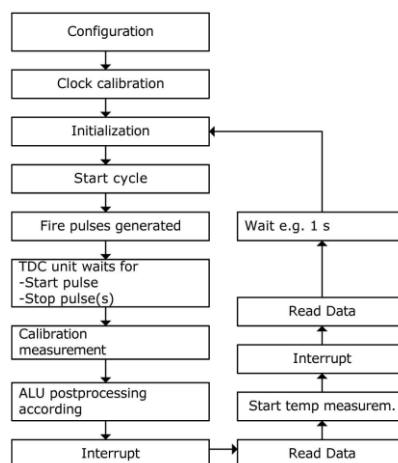 Configuration
Clock calibration
Initialization
Start cycle
Fire pulses generated
TDC unit waits for
-Start pulse
-Stop pulse(s)
Calibration
measurement
ALU postprocessing
according
Interrupt
Read Data
Start temp measurem.
Interrupt
Read Data
Wait e.g. 1 s